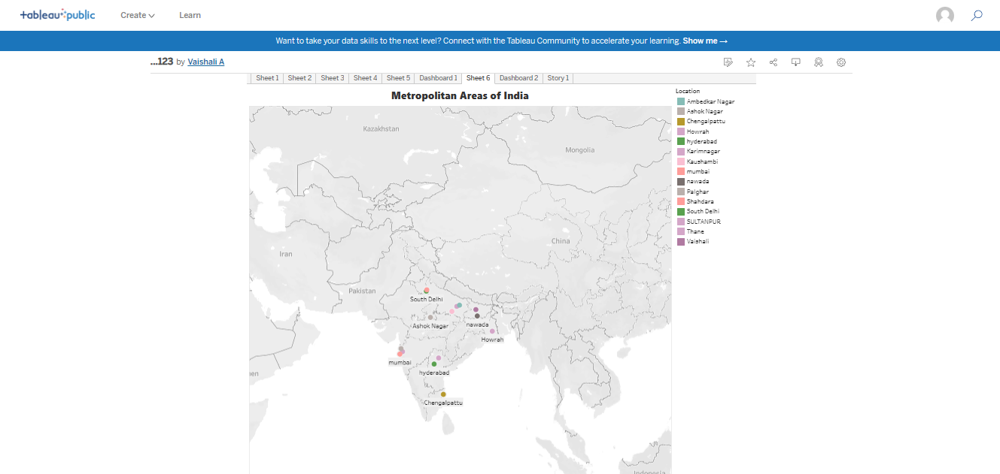 +ableau public
Create
Learn
Want to take your data skills to the next level? Connect with the Tableau Community to accelerate your learning. Show me →
...123 by Vaishali A
Sheet 1
Sheet 2
Sheet 3
Sheet 4
Sheet 5
Dashboard 1
Sheet 6
Dashboard 2
Story 1
Metropolitan Areas of India
Kazakhstan
Mongolia
China
Iran
Pakistan
South Delhi
Ashok Nagar
nawada
Howrah
mumbai
hyderabad
Chengalpattu
en
Indonesia
Location
Ambedkar Nagar
Ashok Nagar
Chengalpattu
Howrah
hyderabad
Karimnagar
Kaushambi
mumbai
nawada
Palghar
Shahdara
South Delhi
SULTANPUR
Thane
Vaishali